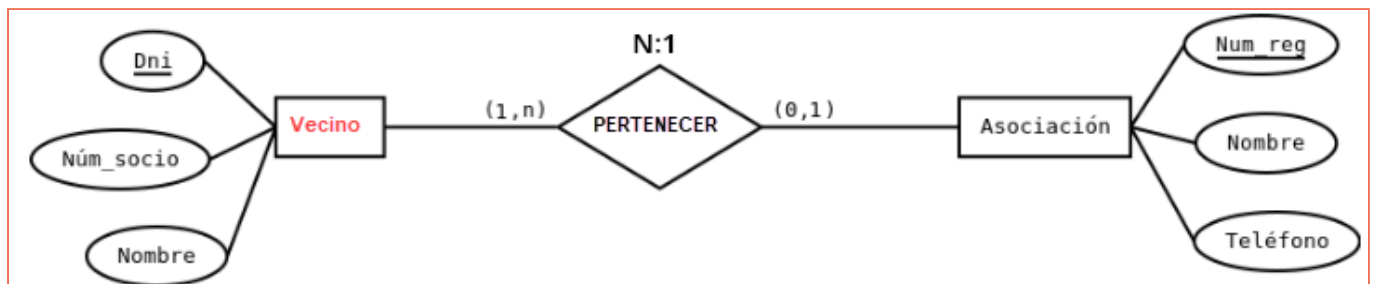 N:1
Dni
Núm_socio
Nombre
Vecino
(1,n)
PERTENECER
(0,1)
Asociación
Num_reg
Nombre
Teléfono